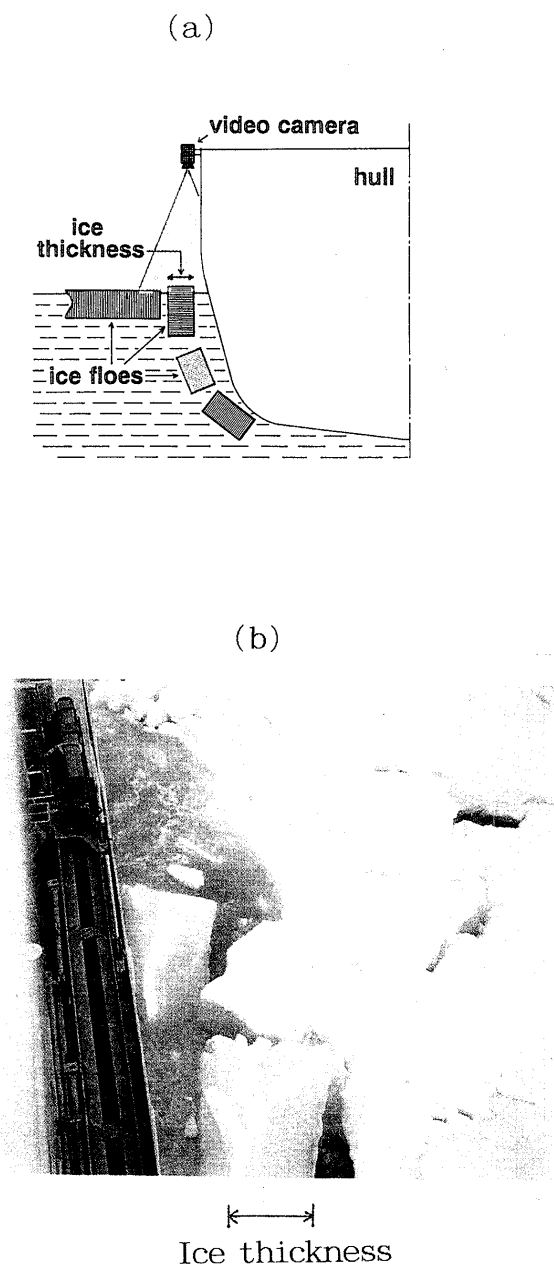 (a)
video camera
hull
ice
thickness
ice floes
(b)
Ice thickness